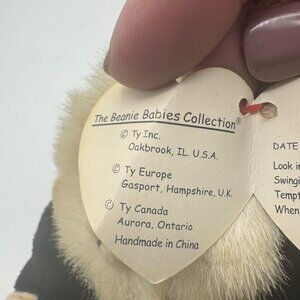 The Beanie Babies Collection®
© Ty Inc.
Oakbrook, IL. U.S.A.
© Ty Europe
Gasport, Hampshire, U.K.
© Ty Canada
Aurora, Ontario
Handmade in China
DATE
Look in
Swingi
Tempt
When